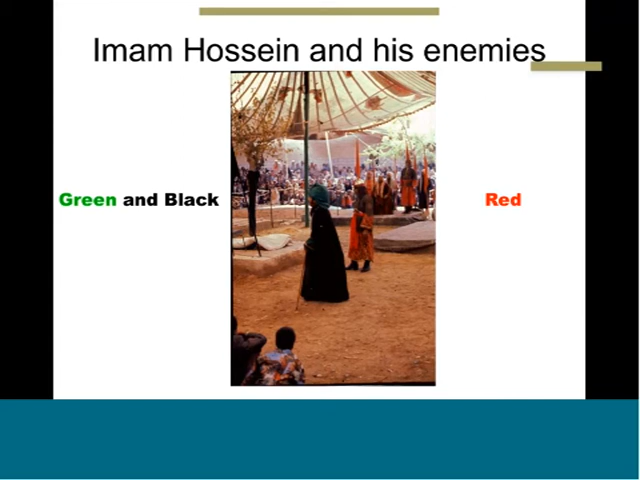 Imam Hossein and his enemies
Green and Black
Red